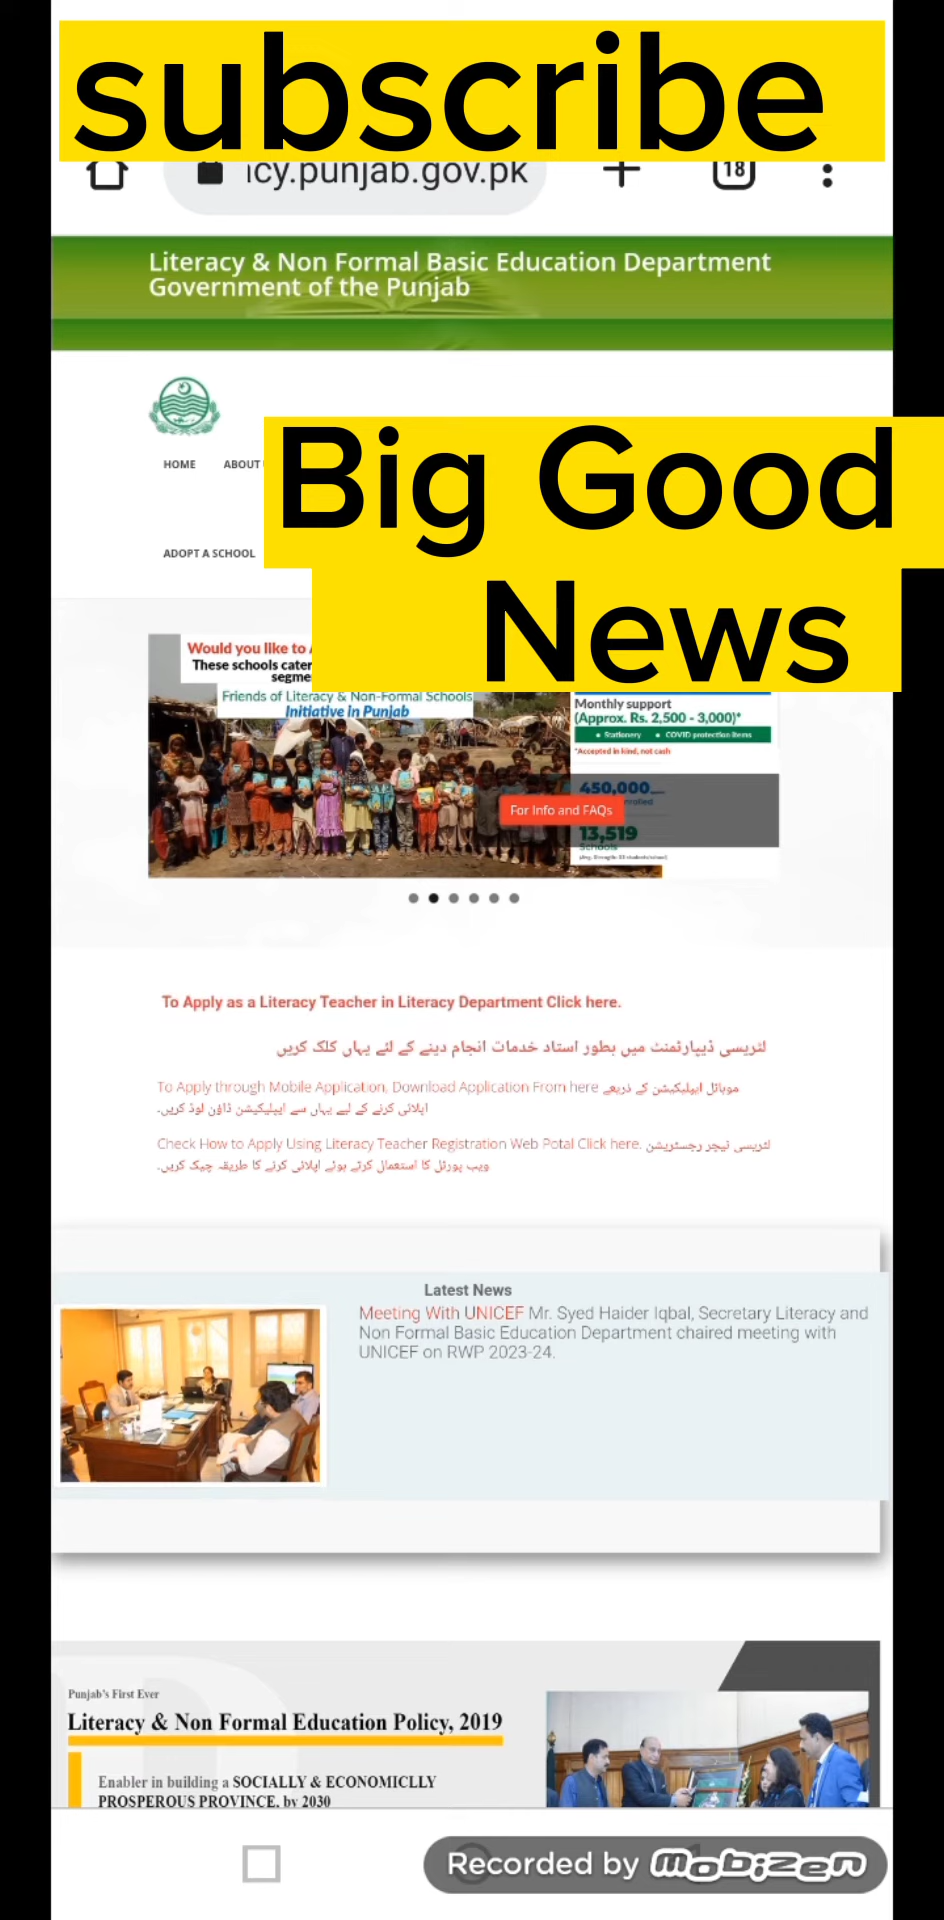 subscribe
acy.punjab.gov.pk
18
Literacy & Non Formal Basic Education Department
Government of the Punjab
HOME ABOUT
Big Good
ADOPT A SCHOOL
News
Would you like to
These schools cater
segme
Friends of Literacy & Non-Formal Schools
Initiative in Punjab
Monthly support
(Approx. Rs. 2,500 - 3,000)*
• Stationery • COVID protection items
*Accepted in kind, not cash
450,000
For Info and FAQs
13,519
Schools
To Apply as a Literacy Teacher in Literacy Department Click here.
لٹریسی ڈیپارٹمنٹ میں بطور استاد خدمات انجام دینے کے لئے یہاں کلک کریں
To Apply through Mobile Application, Download Application From here موبائل ایپلیکیشن کے ذریعے
اپلائی کرنے کے لیے یہاں سے ایپلیکیشن ڈاؤن لوڈ کریں۔
Check How to Apply Using Literacy Teacher Registration Web Potal Click here. لٹریسی ٹیچر رجسٹریشن
ویب پورٹل کا استعمال کرتے ہوئے اپلائی کرنے کا طریقہ چیک کریں۔
Latest News
Meeting With UNICEF Mr. Syed Haider Iqbal, Secretary Literacy and
Non Formal Basic Education Department chaired meeting with
UNICEF on RWP 2023-24.
Punjab's First Ever
Literacy & Non Formal Education Policy, 2019
Enabler in building a SOCIALLY & ECONOMICLLY
PROSPEROUS PROVINCE, by 2030
Recorded by mobizen